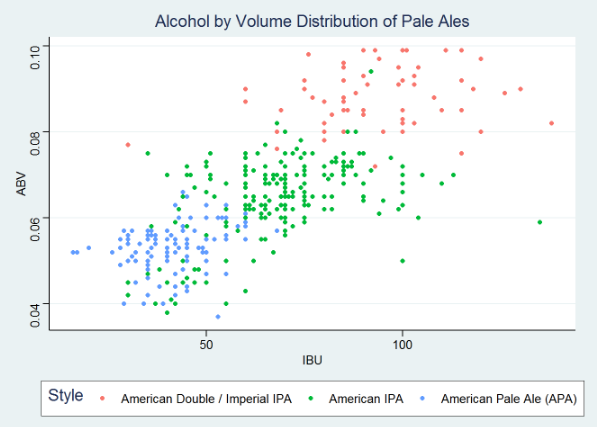 Alcohol by Volume Distribution of Pale Ales
0.10
0.08
0.06
0.04
ABV
50 100
IBU
Style American Double / Imperial IPA American IPA American Pale Ale (APA)